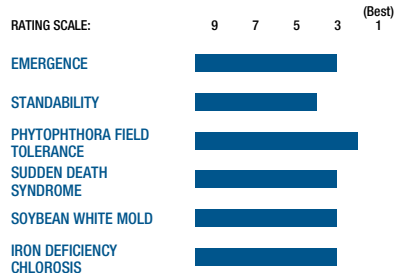 (Best)
RATING SCALE: 9 7 5 3 1
EMERGENCE
STANDABILITY
PHYTOPHTHORA FIELD
TOLERANCE
SUDDEN DEATH
SYNDROME
SOYBEAN WHITE MOLD
IRON DEFICIENCY
CHLOROSIS